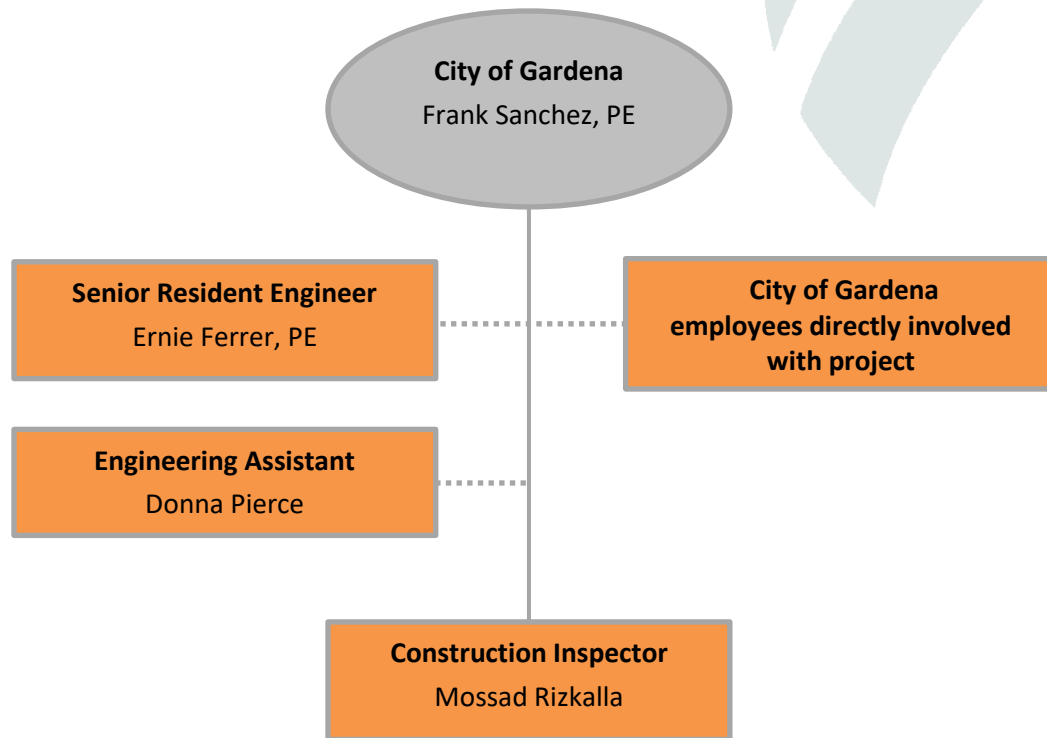 City of Gardena
Frank Sanchez, PE
Senior Resident Engineer
Ernie Ferrer, PE
City of Gardena
employees directly involved
with project
Engineering Assistant
Donna Pierce
Construction Inspector
Mossad Rizkalla